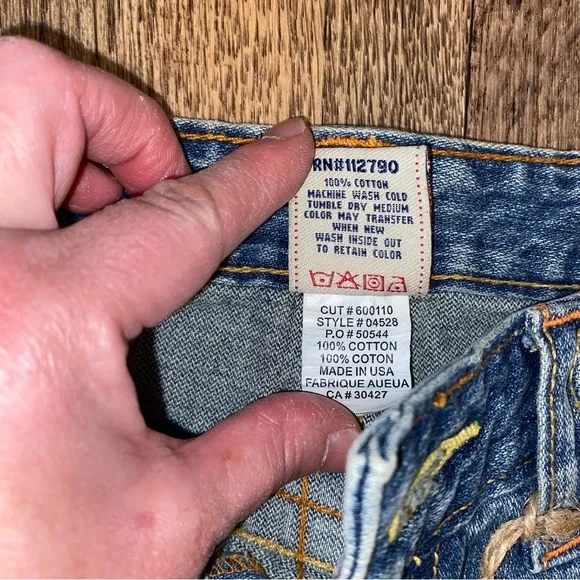 RN#112790
100% COTTON
MACHINE WASH COLD
TUMBLE DRY MEDIUM
COLOR MAY TRANSFER
WHEN NEW
WASH INSIDE OUT
TO RETAIN COLOR
CUT # 600110
STYLE # 04528
P.O # 50544
100% COTTON
100% COTON
MADE IN USA
FABRIQUE AUEUA
CA # 30427